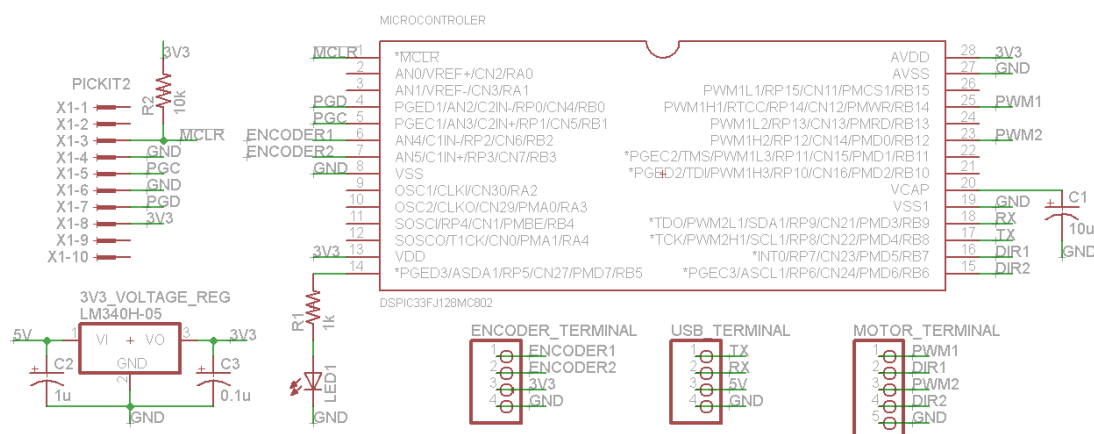 MICROCONTROLER
3V3
PICKIT2
R2
10k
X1-1
X1-2
X1-3
MCLR
X1-4
GND
X1-5
PGC
X1-6
GND
X1-7
PGD
X1-8
3V3
X1-9
X1-10
MCLR 1 *MCLR
2 AN0/VREF+/CN2/RA0
3 AN1/VREF-/CN3/RA1
PGD 4 PGED1/AN2/C2IN-/RP0/CN4/RB0
PGC 5 PGEC1/AN3/C2IN+/RP1/CN5/RB1
ENCODER1 6 AN4/C1IN-/RP2/CN6/RB2
ENCODER2 7 AN5/C1IN+/RP3/CN7/RB3
GND 8 VSS
9 OSC1/CLKI/CN30/RA2
10 OSC2/CLKO/CN29/PMA0/RA3
11 SOSCI/RP4/CN1/PMBE/RB4
12 SOSCO/T1CK/CN0/PMA1/RA4
3V3 13 VDD
14 *PGED3/ASDA1/RP5/CN27/PMD7/RB5
AVDD 28 3V3
AVSS 27 GND
PWM1L1/RP15/CN11/PMCS1/RB15 26
PWM1H1/RTCC/RP14/CN12/PMWR/RB14 25 PWM1
PWM1L2/RP13/CN13/PMRD/RB13 24
PWM1H2/RP12/CN14/PMD0/RB12 23 PWM2
*PGEC2/TMS/PWM1L3/RP11/CN15/PMD1/RB11 22
*PGED2/TDI/PWM1H3/RP10/CN16/PMD2/RB10 21
VCAP 20
VSS1 19 GND
*TDO/PWM2L1/SDA1/RP9/CN21/PMD3/RB9 18 RX
*TCK/PWM2H1/SCL1/RP8/CN22/PMD4/RB8 17 TX
*INT0/RP7/CN23/PMD5/RB7 16 DIR1
*PGEC3/ASCL1/RP6/CN24/PMD6/RB6 15 DIR2
C1
+
10u
GND
DSPIC33FJ128MC802
R1
1k
LED1
GND
3V3_VOLTAGE_REG
LM340H-05
5V 1 VI + VO 3 3V3
GND
2
+ C2
1u
+ C3
0.1u
GND
ENCODER_TERMINAL
1 ENCODER1
2 ENCODER2
3 3V3
4 GND
USB_TERMINAL
1 TX
2 RX
3 5V
4 GND
MOTOR_TERMINAL
1 PWM1
2 DIR1
3 PWM2
4 DIR2
5 GND